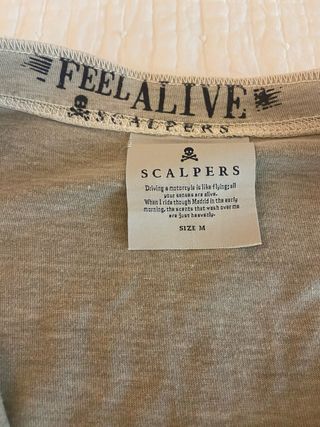 FEEL ALIVE
SCALPERS
SCALPERS
Driving a motorcycle is like flying; all
your senses are alive.
When I ride though Madrid in the early
morning, the scents that wash over me
are just heavenly.
SIZE M